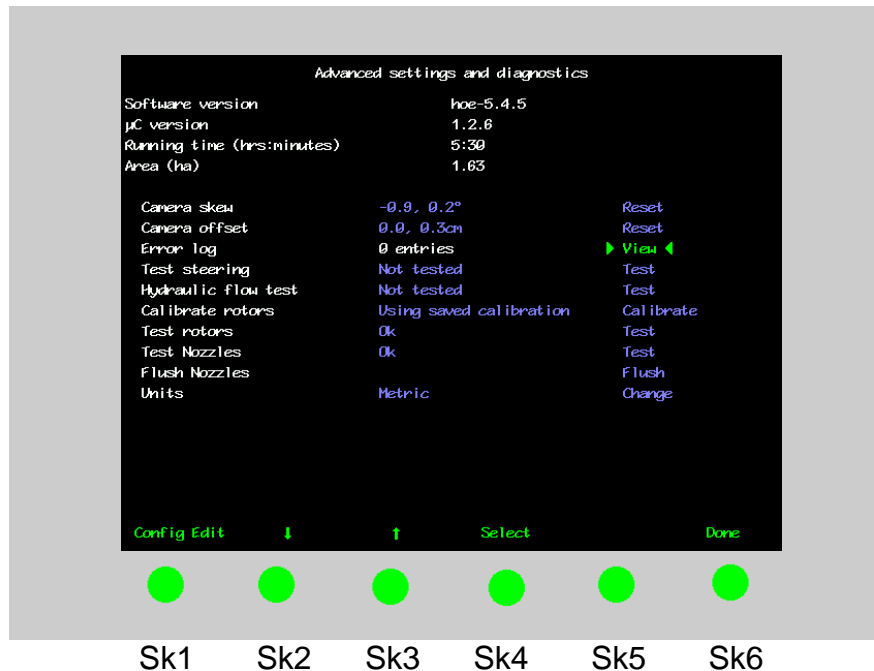 Advanced settings and diagnostics
Software version hoe-5.4.5
µC version 1.2.6
Running time (hrs:minutes) 5:30
Area (ha) 1.63
Camera skew -0.9, 0.2° Reset
Camera offset 0.0, 0.3cm Reset
Error log 0 entries ▶ View ◀
Test steering Not tested Test
Hydraulic flow test Not tested Test
Calibrate rotors Using saved calibration Calibrate
Test rotors Ok Test
Test Nozzles Ok Test
Flush Nozzles Flush
Units Metric Change
Config Edit ⬇ ⬆ Select Done
Sk1 Sk2 Sk3 Sk4 Sk5 Sk6